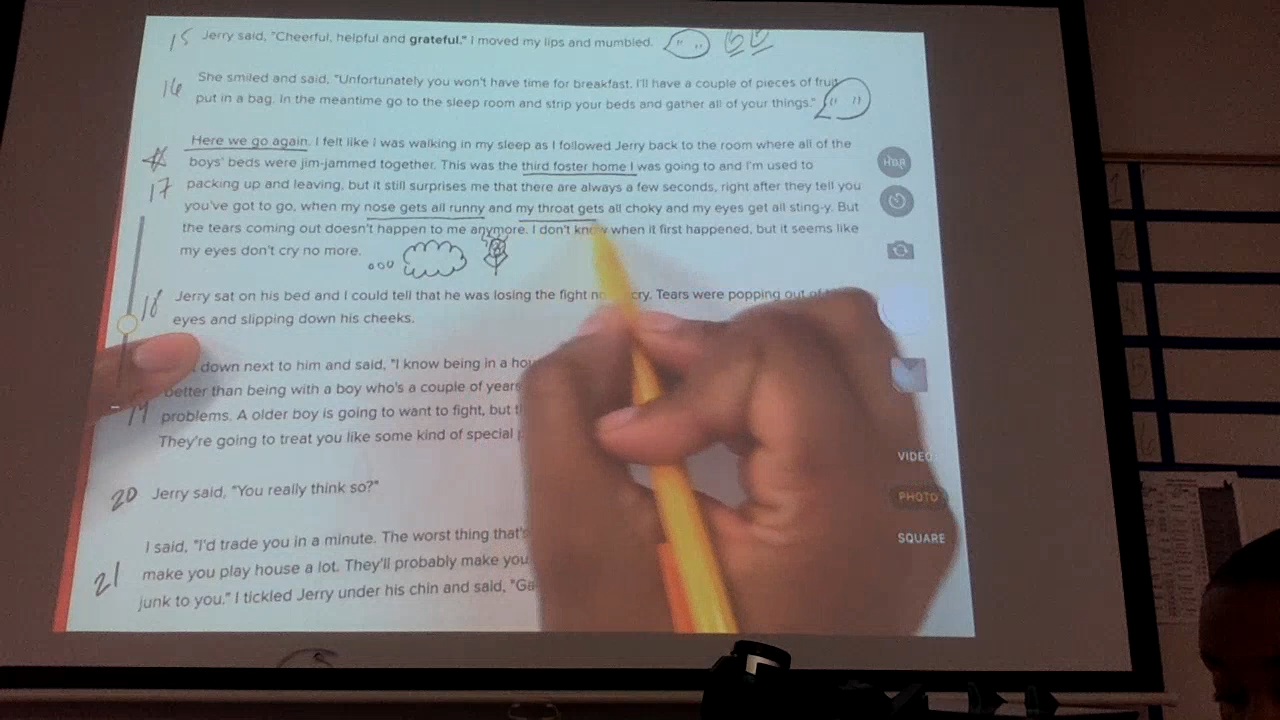 15 Jerry said, "Cheerful, helpful and grateful." I moved my lips and mumbled.
16 She smiled and said, "Unfortunately you won't have time for breakfast. I'll have a couple of pieces of fruit
put in a bag. In the meantime go to the sleep room and strip your beds and gather all of your things."
Here we go again. I felt like I was walking in my sleep as I followed Jerry back to the room where all of the
boys' beds were jim-jammed together. This was the third foster home I was going to and I'm used to
17 packing up and leaving, but it still surprises me that there are always a few seconds, right after they tell you
you've got to go, when my nose gets all runny and my throat gets all choky and my eyes get all sting-y. But
the tears coming out doesn't happen to me anymore. I don't know when it first happened, but it seems like
my eyes don't cry no more.
18 Jerry sat on his bed and I could tell that he was losing the fight cry. Tears were popping out of
eyes and slipping down his cheeks.
down next to him and said, "I know being in a
better than being with a boy who's a couple of years
19 problems. A older boy is going to want to fight, but
They're going to treat you like some kind of special
20 Jerry said, "You really think so?"
I said, "I'd trade you in a minute. The worst thing that's
21 make you play house a lot. They'll probably make you
junk to you." I tickled Jerry under his chin and said,
HDR
VIDEO
PHOTO
SQUARE